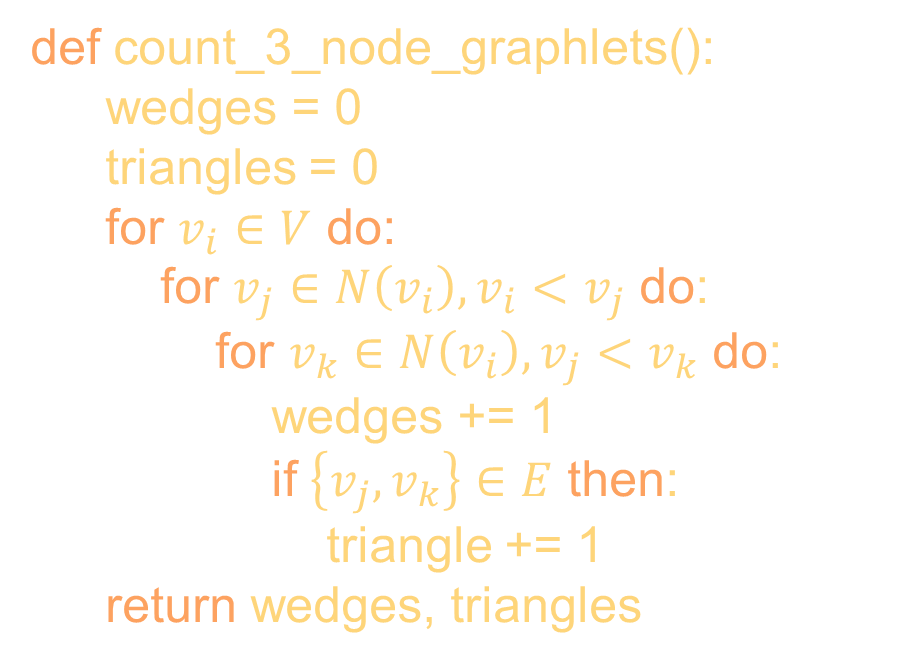 def count_3_node_graphlets():
wedges = 0
triangles = 0
for 𝑣ᵢ ∈ 𝑉 do:
for 𝑣ⱼ ∈ 𝑁(𝑣ᵢ), 𝑣ᵢ < 𝑣ⱼ do:
for 𝑣ₖ ∈ 𝑁(𝑣ᵢ), 𝑣ⱼ < 𝑣ₖ do:
wedges += 1
if {𝑣ⱼ, 𝑣ₖ} ∈ 𝐸 then:
triangle += 1
return wedges, triangles